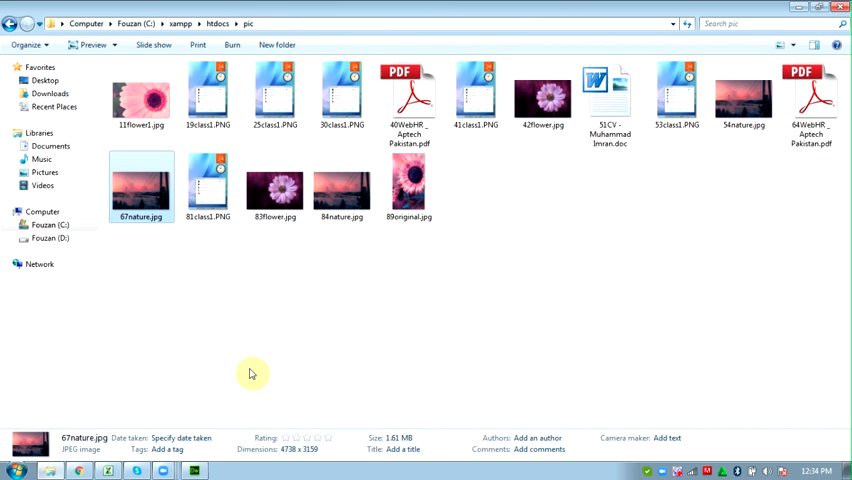 Computer ▸ Fouzan (C:) ▸ xampp ▸ htdocs ▸ pic
Search pic
Organize Preview Slide show Print Burn New folder
Favorites
Desktop
Downloads
Recent Places
Libraries
Documents
Music
Pictures
Videos
Computer
Fouzan (C:)
Fouzan (D:)
Network
11flower1.jpg
19class1.PNG
25class1.PNG
30class1.PNG
PDF
40WebHR _
Aptech
Pakistan.pdf
41class1.PNG
42flower.jpg
W
51CV -
Muhammad
Imran.doc
53class1.PNG
54nature.jpg
PDF
64WebHR _
Aptech
Pakistan.pdf
67nature.jpg
81class1.PNG
83flower.jpg
84nature.jpg
89original.jpg
67nature.jpg Date taken: Specify date taken Rating: Size: 1.61 MB Authors: Add an author Camera maker: Add text
JPEG image Tags: Add a tag Dimensions: 4738 x 3159 Title: Add a title Comments: Add comments
Dw
12:34 PM